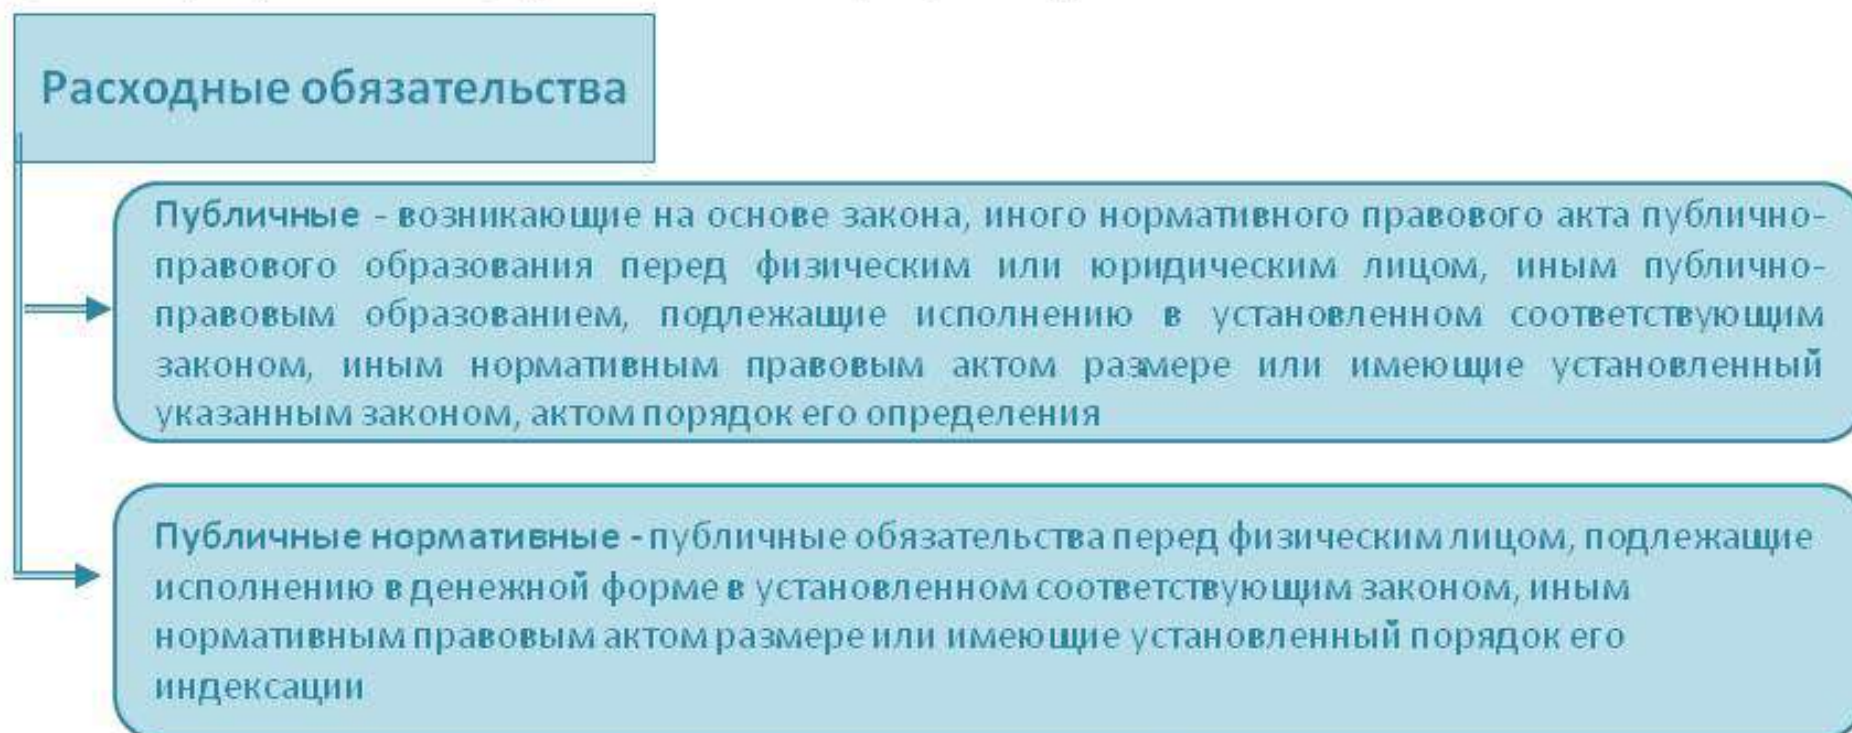 Расходные обязательства
Публичные - возникающие на основе закона, иного нормативного правового акта публично-
правового образования перед физическим или юридическим лицом, иным публично-
правовым образованием, подлежащие исполнению в установленном соответствующим
законом, иным нормативным правовым актом размере или имеющие установленный
указанным законом, актом порядок его определения
Публичные нормативные - публичные обязательства перед физическим лицом, подлежащие
исполнению в денежной форме в установленном соответствующим законом, иным
нормативным правовым актом размере или имеющие установленный порядок его
индексации